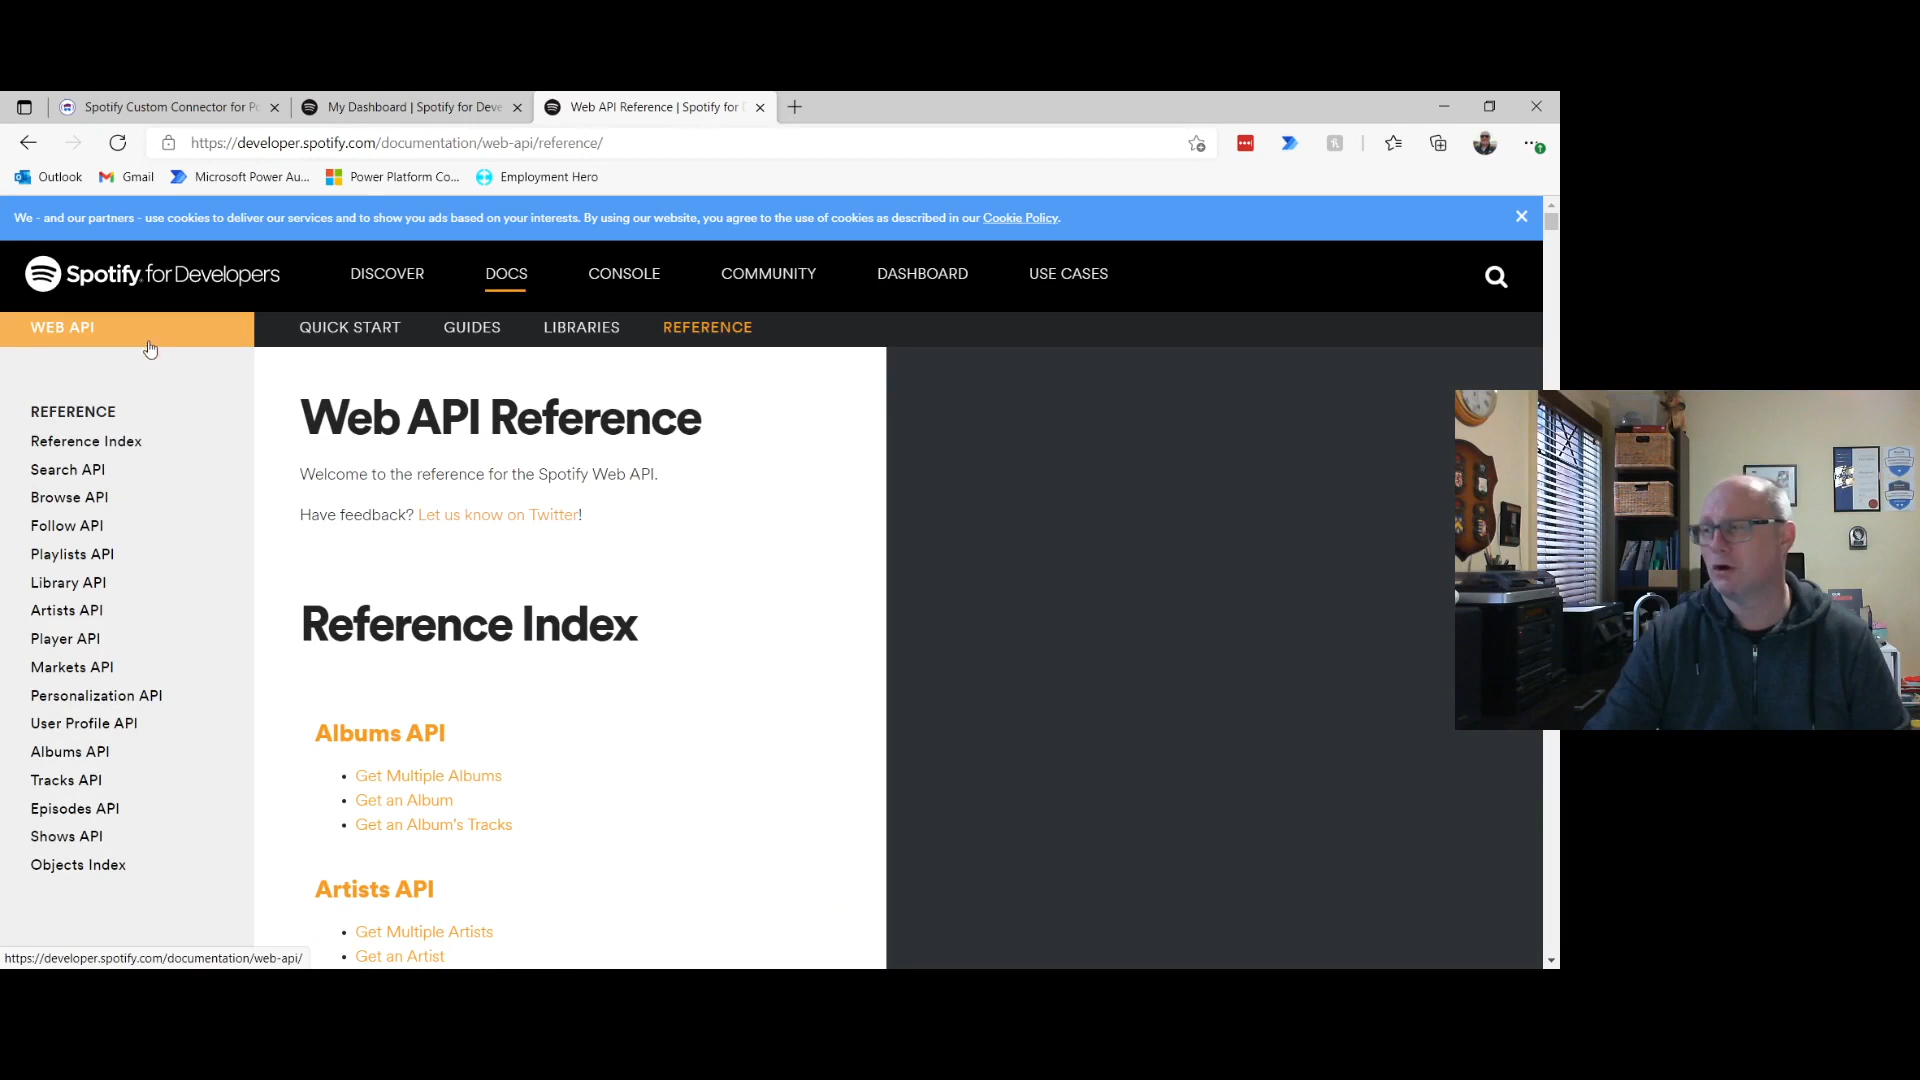 Spotify Custom Connector for Po
My Dashboard | Spotify for Deve
Web API Reference | Spotify for D
https://developer.spotify.com/documentation/web-api/reference/
Outlook
Gmail
Microsoft Power Au...
Power Platform Co...
Employment Hero
We - and our partners - use cookies to deliver our services and to show you ads based on your interests. By using our website, you agree to the use of cookies as described in our Cookie Policy.
Spotify for Developers
DISCOVER
DOCS
CONSOLE
COMMUNITY
DASHBOARD
USE CASES
WEB API
QUICK START
GUIDES
LIBRARIES
REFERENCE
REFERENCE
Reference Index
Search API
Browse API
Follow API
Playlists API
Library API
Artists API
Player API
Markets API
Personalization API
User Profile API
Albums API
Tracks API
Episodes API
Shows API
Objects Index
Web API Reference
Welcome to the reference for the Spotify Web API.
Have feedback? Let us know on Twitter!
Reference Index
Albums API
• Get Multiple Albums
• Get an Album
• Get an Album's Tracks
Artists API
• Get Multiple Artists
• Get an Artist
https://developer.spotify.com/documentation/web-api/